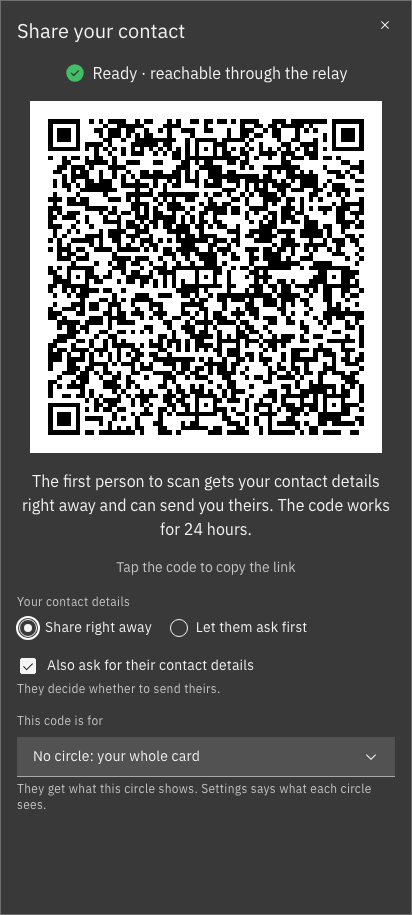 Share your contact
Ready · reachable through the relay
The first person to scan gets your contact details
right away and can send you theirs. The code works
for 24 hours.
Tap the code to copy the link
Your contact details
Share right away
Let them ask first
Also ask for their contact details
They decide whether to send theirs.
This code is for
No circle: your whole card
They get what this circle shows. Settings says what each circle
sees.